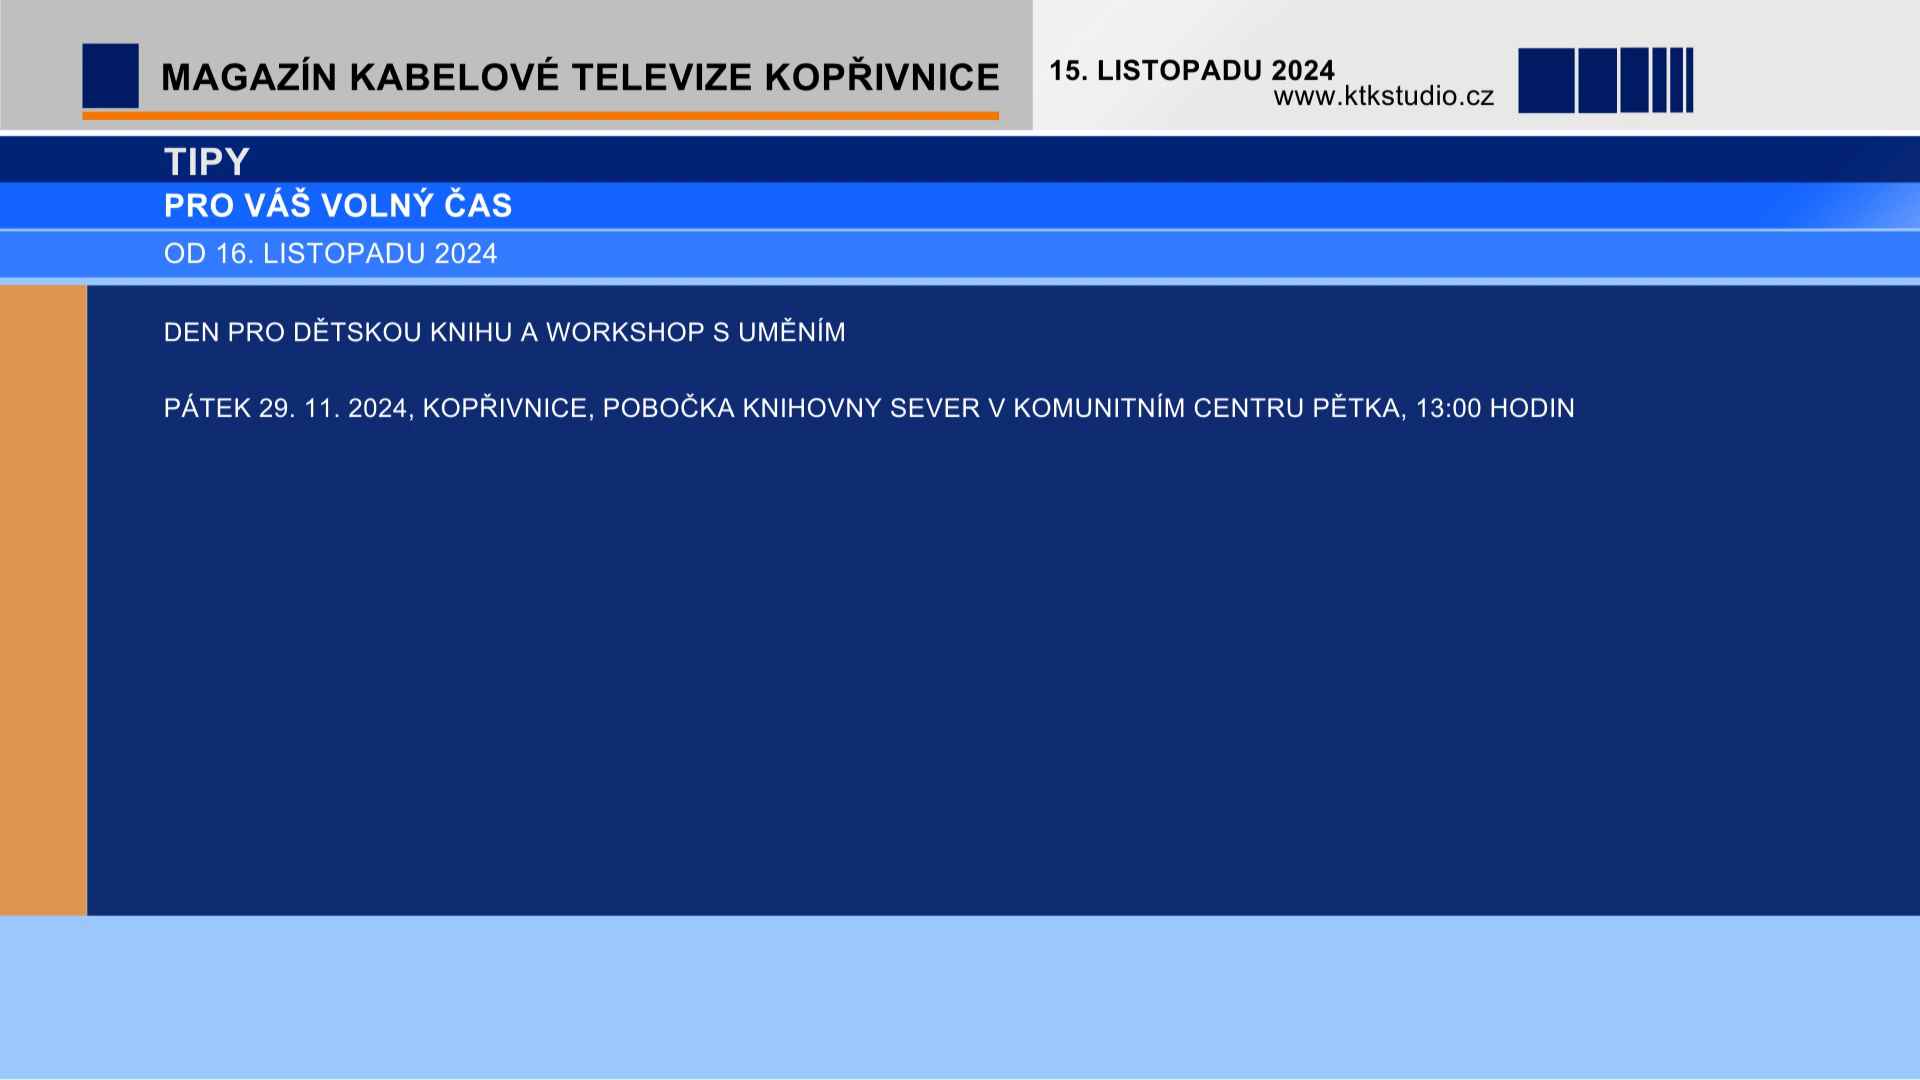 MAGAZÍN KABELOVÉ TELEVIZE KOPŘIVNICE
15. LISTOPADU 2024
www.ktkstudio.cz
TIPY
PRO VÁŠ VOLNÝ ČAS
OD 16. LISTOPADU 2024
DEN PRO DĚTSKOU KNIHU A WORKSHOP S UMĚNÍM
PÁTEK 29. 11. 2024, KOPŘIVNICE, POBOČKA KNIHOVNY SEVER V KOMUNITNÍM CENTRU PĚTKA, 13:00 HODIN